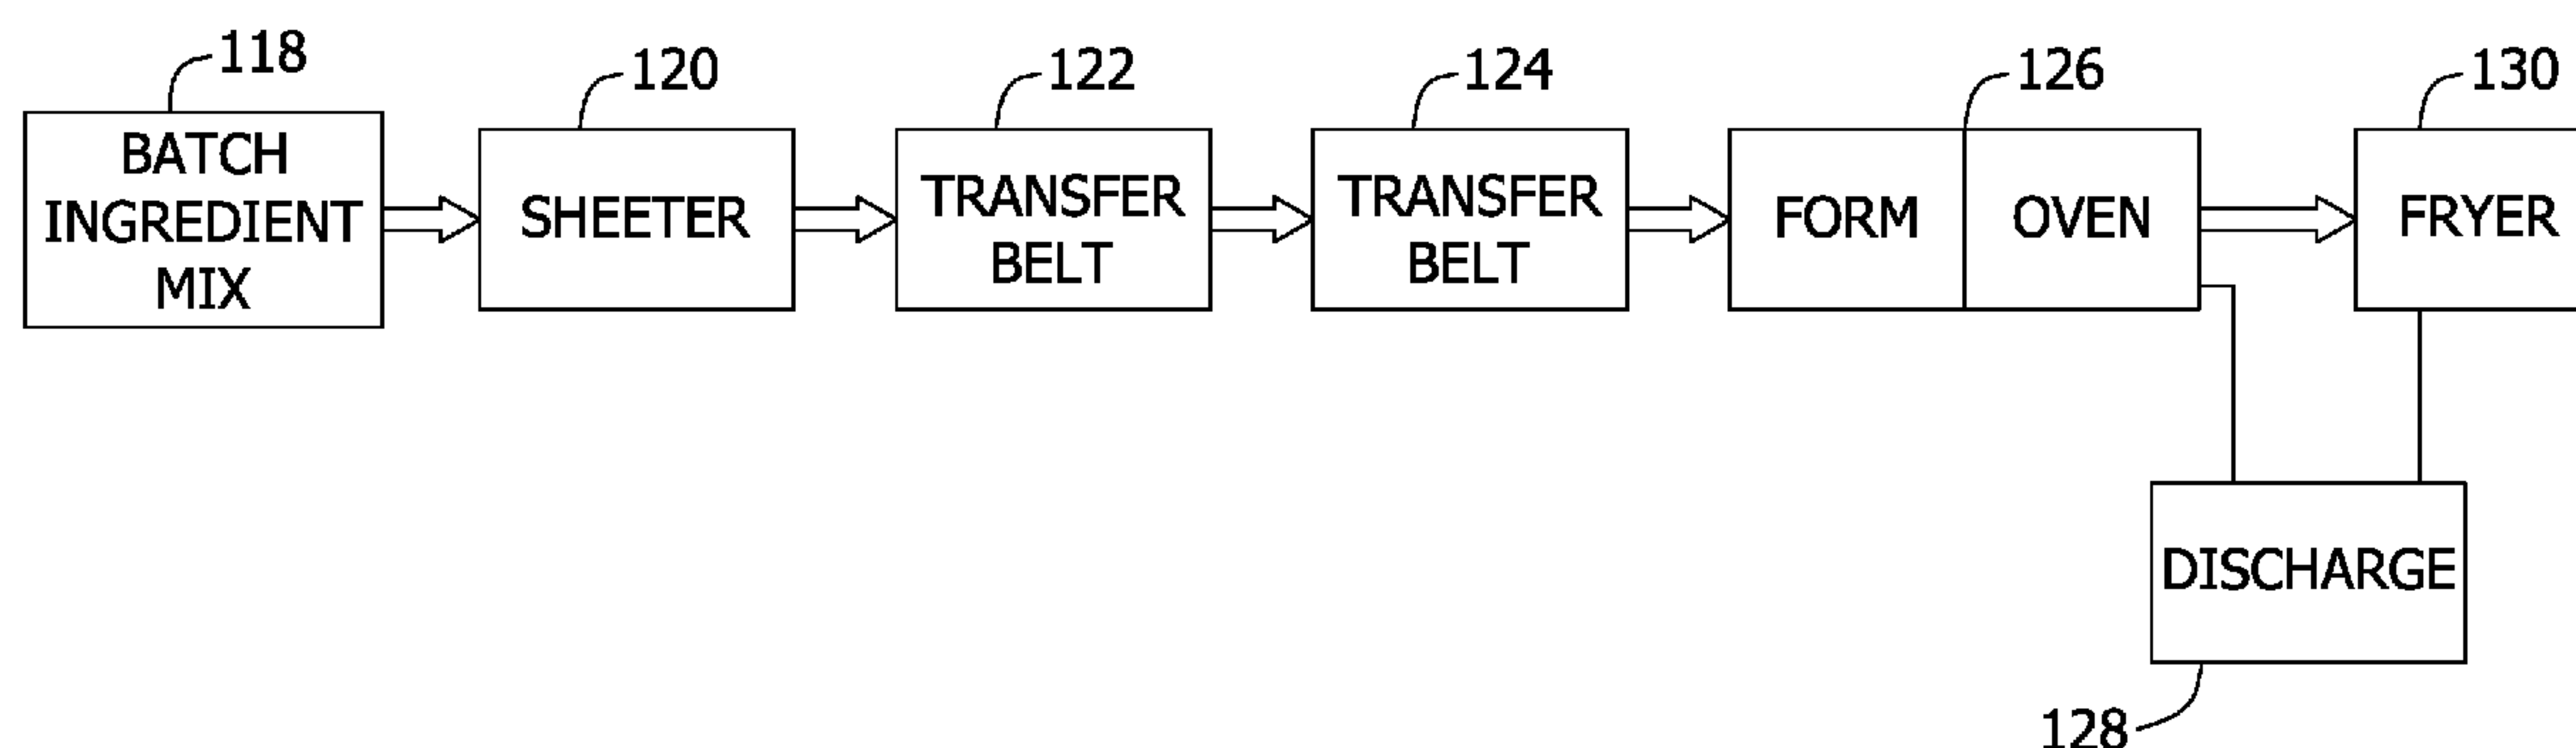 118
120
122
124
126
130
BATCH
INGREDIENT
MIX
SHEETER
TRANSFER
BELT
TRANSFER
BELT
FORM
OVEN
FRYER
DISCHARGE
128